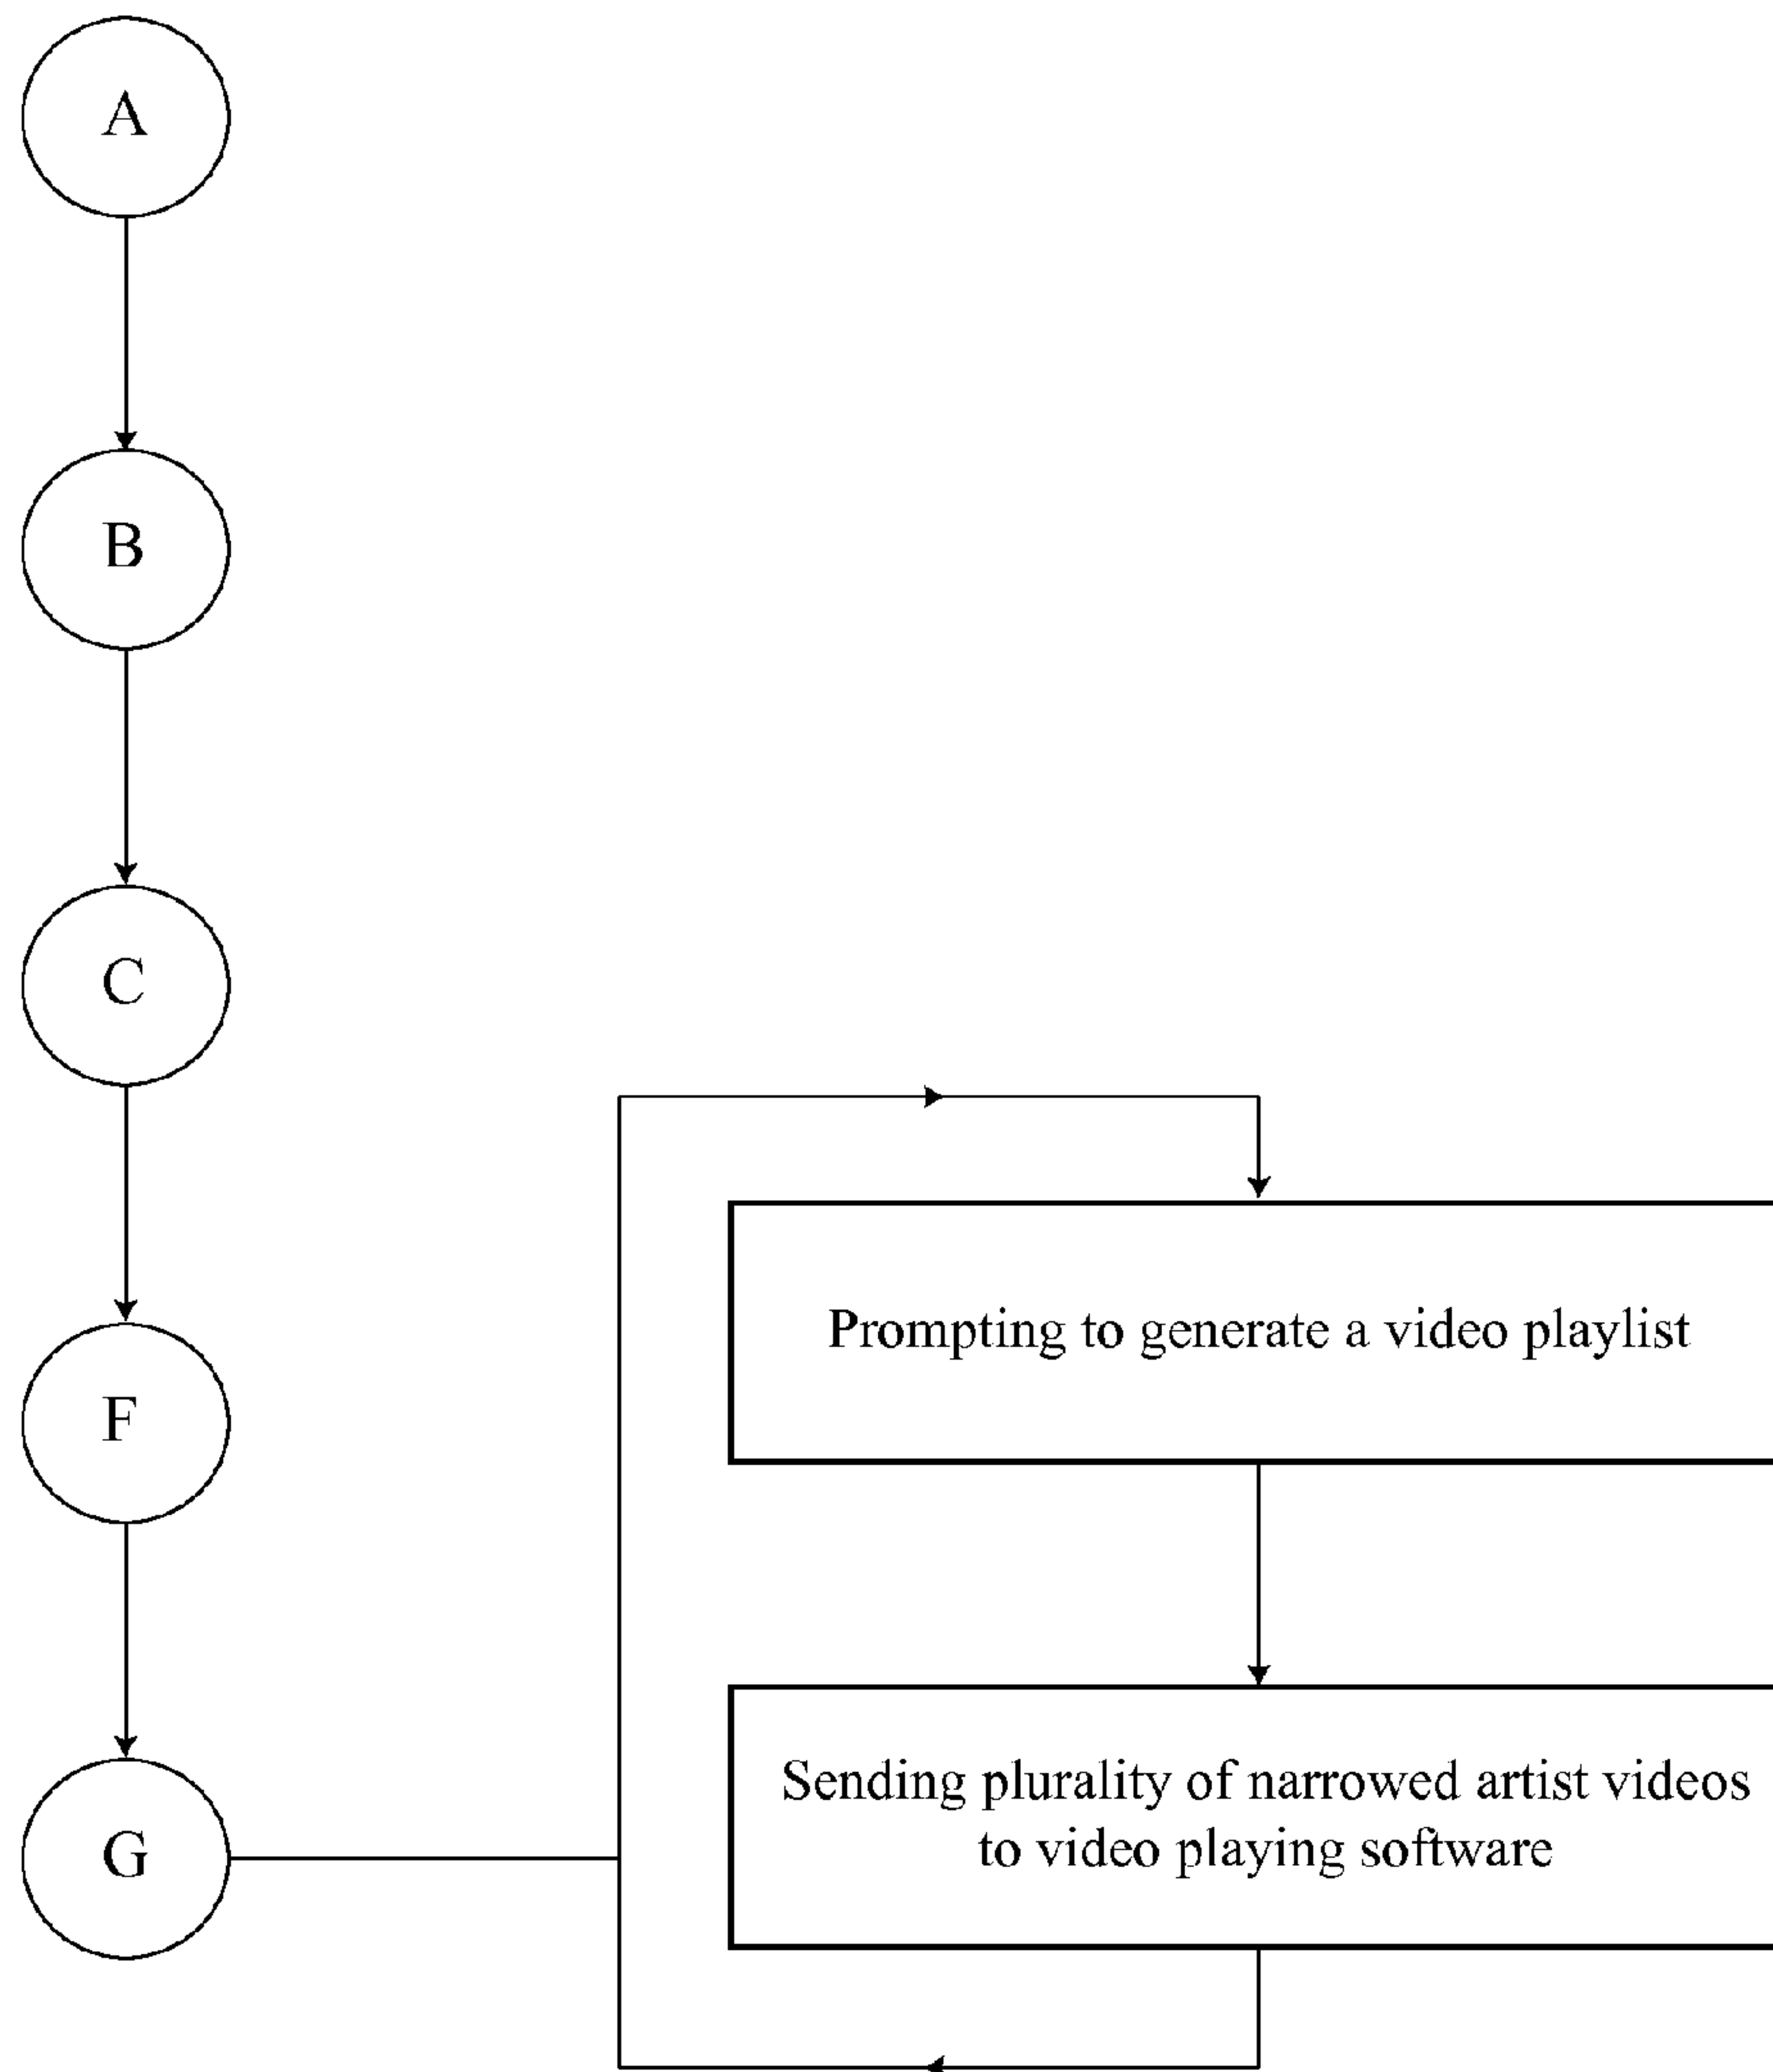 A
B
C
F
G
Prompting to generate a video playlist
Sending plurality of narrowed artist videos
to video playing software